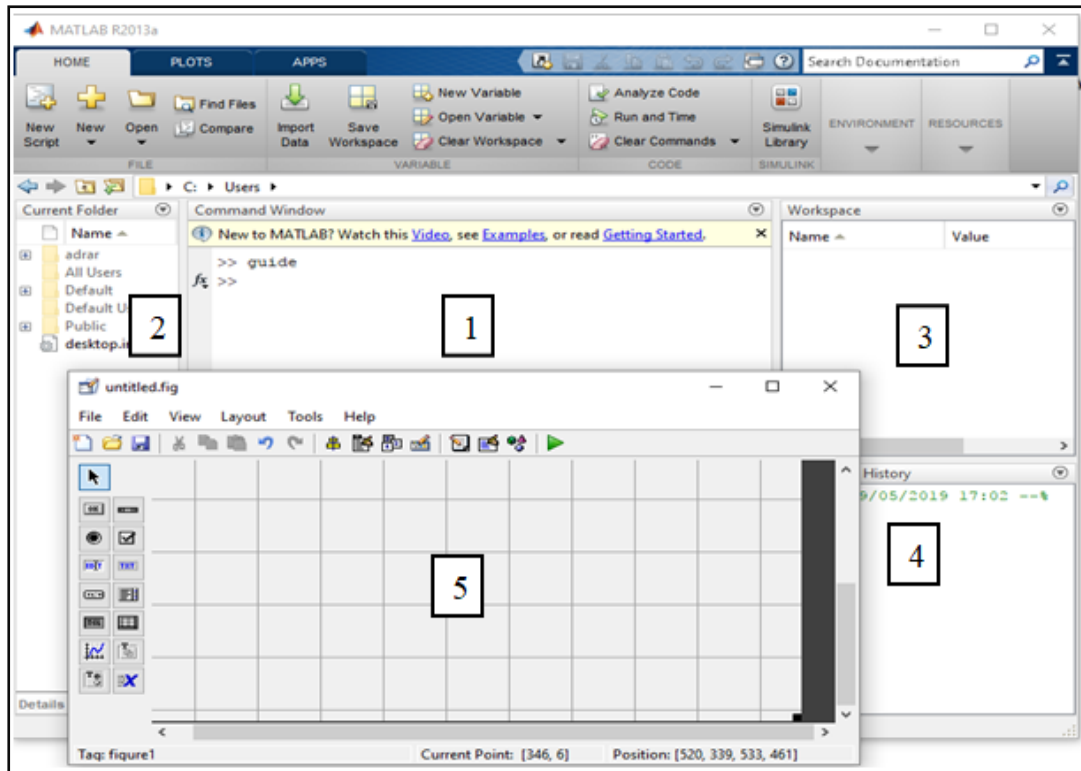 MATLAB R2013a
HOME PLOTS APPS Search Documentation
New Script New Open Find Files Compare Import Data Save Workspace New Variable Open Variable Clear Workspace Analyze Code Run and Time Clear Commands Simulink Library ENVIRONMENT RESOURCES
FILE VARIABLE CODE SIMULINK
C: Users
Current Folder Command Window Workspace
Name New to MATLAB? Watch this Video, see Examples, or read Getting Started. Name Value
adrar
All Users
Default
Default U
Public
desktop.in
>> guide
fx >>
2
1
3
untitled.fig
File Edit View Layout Tools Help
History
9/05/2019 17:02 --%
4
5
Details
Tag: figure1 Current Point: [346, 6] Position: [520, 339, 533, 461]